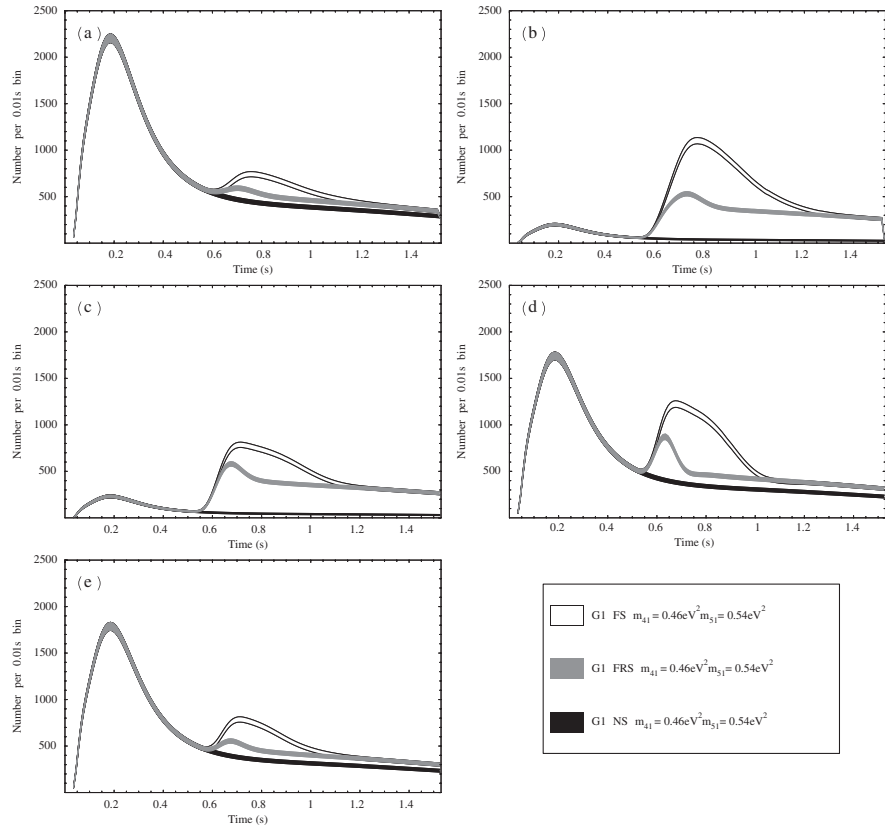 (a)
Number per 0.01s bin
2500
2000
1500
1000
500
0.2 0.4 0.6 0.8 1 1.2 1.4
Time (s)
(b)
Number per 0.01s bin
2500
2000
1500
1000
500
0.2 0.4 0.6 0.8 1 1.2 1.4
Time (s)
(c)
Number per 0.01s bin
2500
2000
1500
1000
500
0
0.2 0.4 0.6 0.8 1 1.2 1.4
Time (s)
(d)
Number per 0.01s bin
2500
2000
1500
1000
500
0
0.2 0.4 0.6 0.8 1 1.2 1.4
Time (s)
(e)
Number per 0.01s bin
2500
2000
1500
1000
500
0.2 0.4 0.6 0.8 1 1.2 1.4
Time (s)
G1 FS m₄₁= 0.46eV²m₅₁= 0.54eV²
G1 FRS m₄₁= 0.46eV²m₅₁= 0.54eV²
G1 NS m₄₁= 0.46eV²m₅₁= 0.54eV²